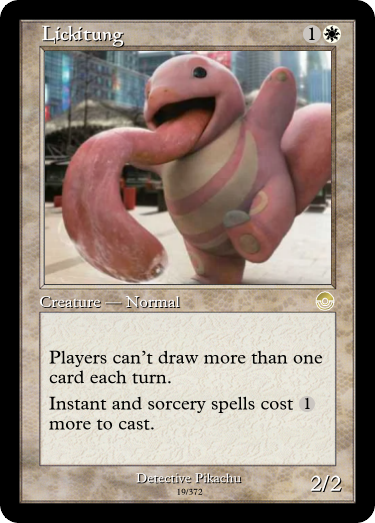 Lickitung 1
Creature — Normal
Players can't draw more than one
card each turn.
Instant and sorcery spells cost 1
more to cast.
Detective Pikachu
19/372
2/2